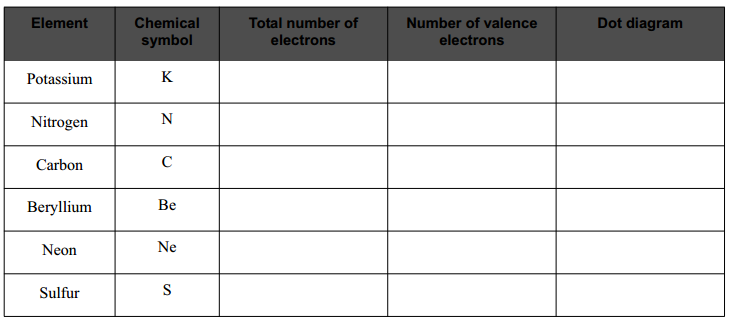 Element Chemical symbol Total number of electrons Number of valence electrons Dot diagram
Potassium K
Nitrogen N
Carbon C
Beryllium Be
Neon Ne
Sulfur S